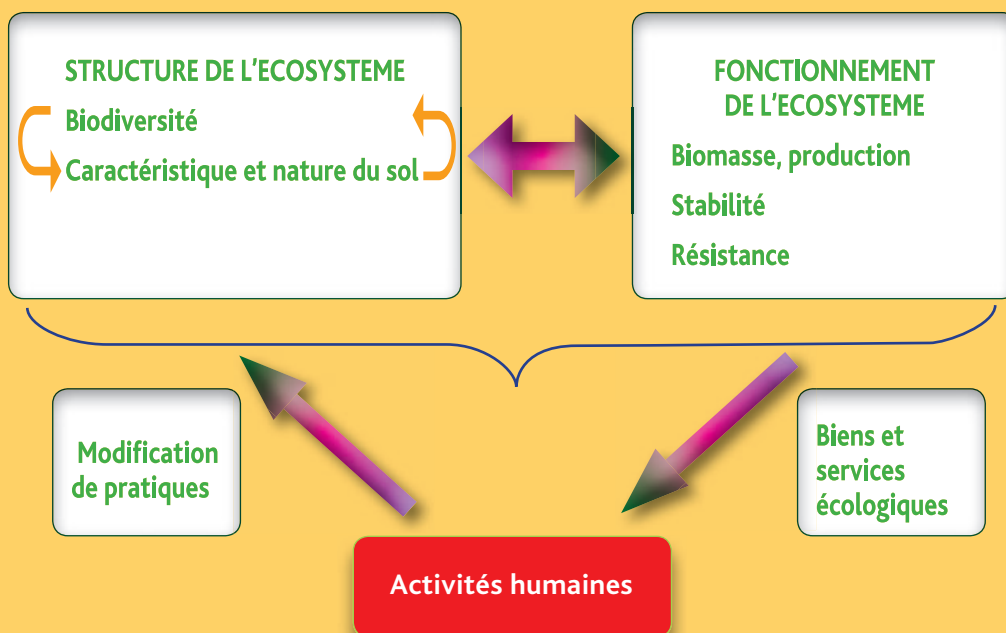 STRUCTURE DE L'ECOSYSTEME
Biodiversité
Caractéristique et nature du sol
FONCTIONNEMENT
DE L'ECOSYSTEME
Biomasse, production
Stabilité
Résistance
Modification
de pratiques
Biens et
services
écologiques
Activités humaines